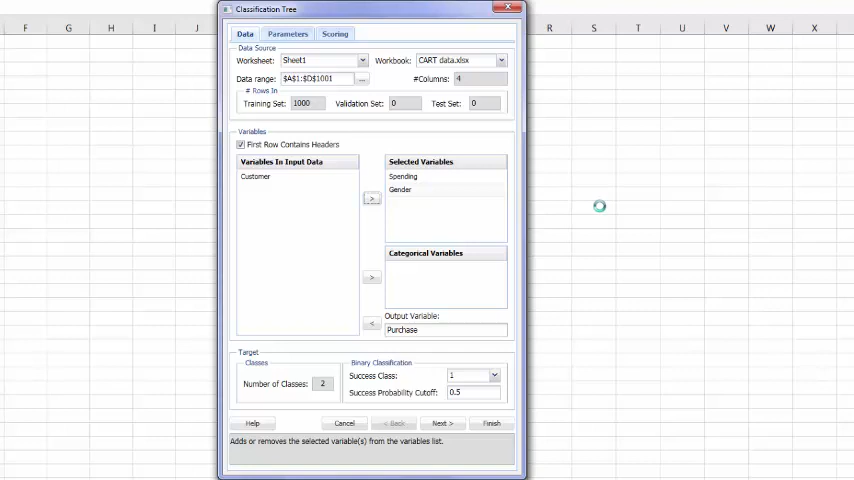 Classification Tree
F G H I J R S T U V W X
Data Parameters Scoring
Data Source
Worksheet: Sheet1 Workbook: CART data.xlsx
Data range: $A$1:$D$1001 ... #Columns: 4
# Rows In
Training Set: 1000 Validation Set: 0 Test Set: 0
Variables
First Row Contains Headers
Variables In Input Data Selected Variables
Customer Spending
Gender
>
Categorical Variables
>
Output Variable:
< Purchase
Target
Classes Binary Classification
Number of Classes: 2 Success Class: 1
Success Probability Cutoff: 0.5
Help Cancel < Back Next > Finish
Adds or removes the selected variable(s) from the variables list.